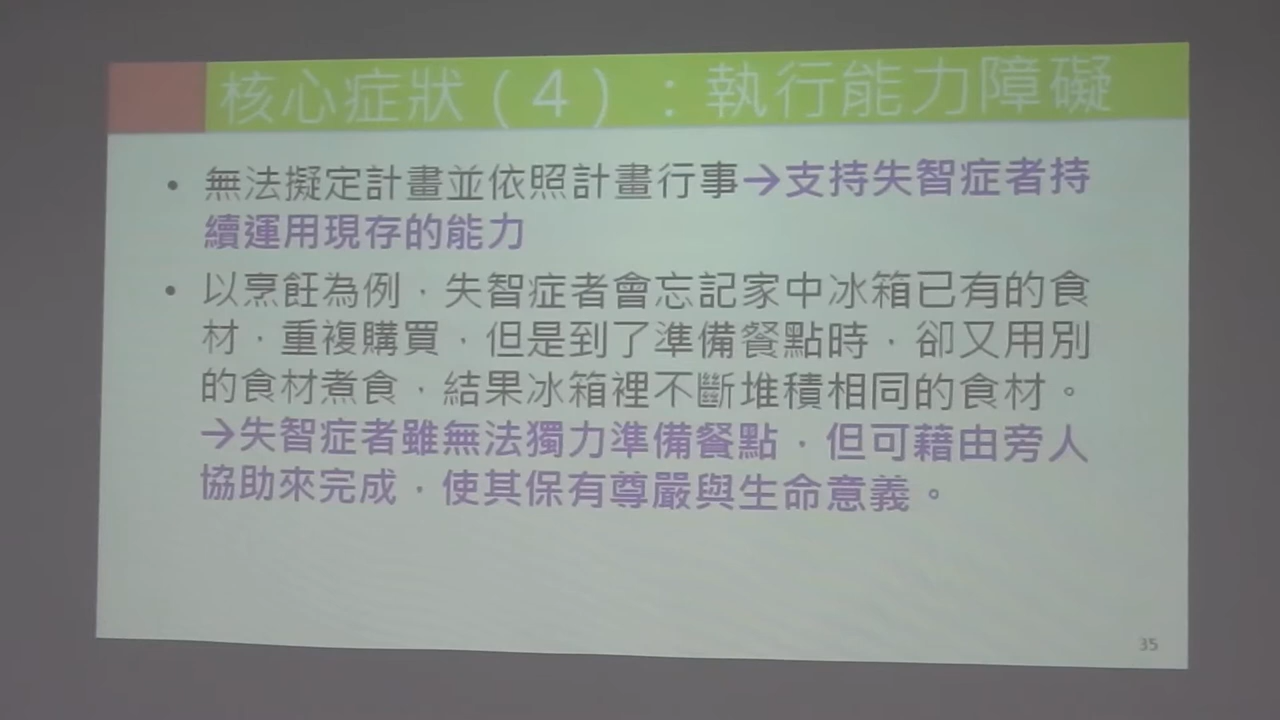 核心症狀(4):執行能力障礙
• 無法擬定計畫並依照計畫行事→支持失智症者持
續運用現存的能力
• 以烹飪為例，失智症者會忘記家中冰箱已有的食
材，重複購買，但是到了準備餐點時，卻又用別
的食材煮食，結果冰箱裡不斷堆積相同的食材。
→失智症者雖無法獨力準備餐點，但可藉由旁人
協助來完成，使其保有尊嚴與生命意義。
35